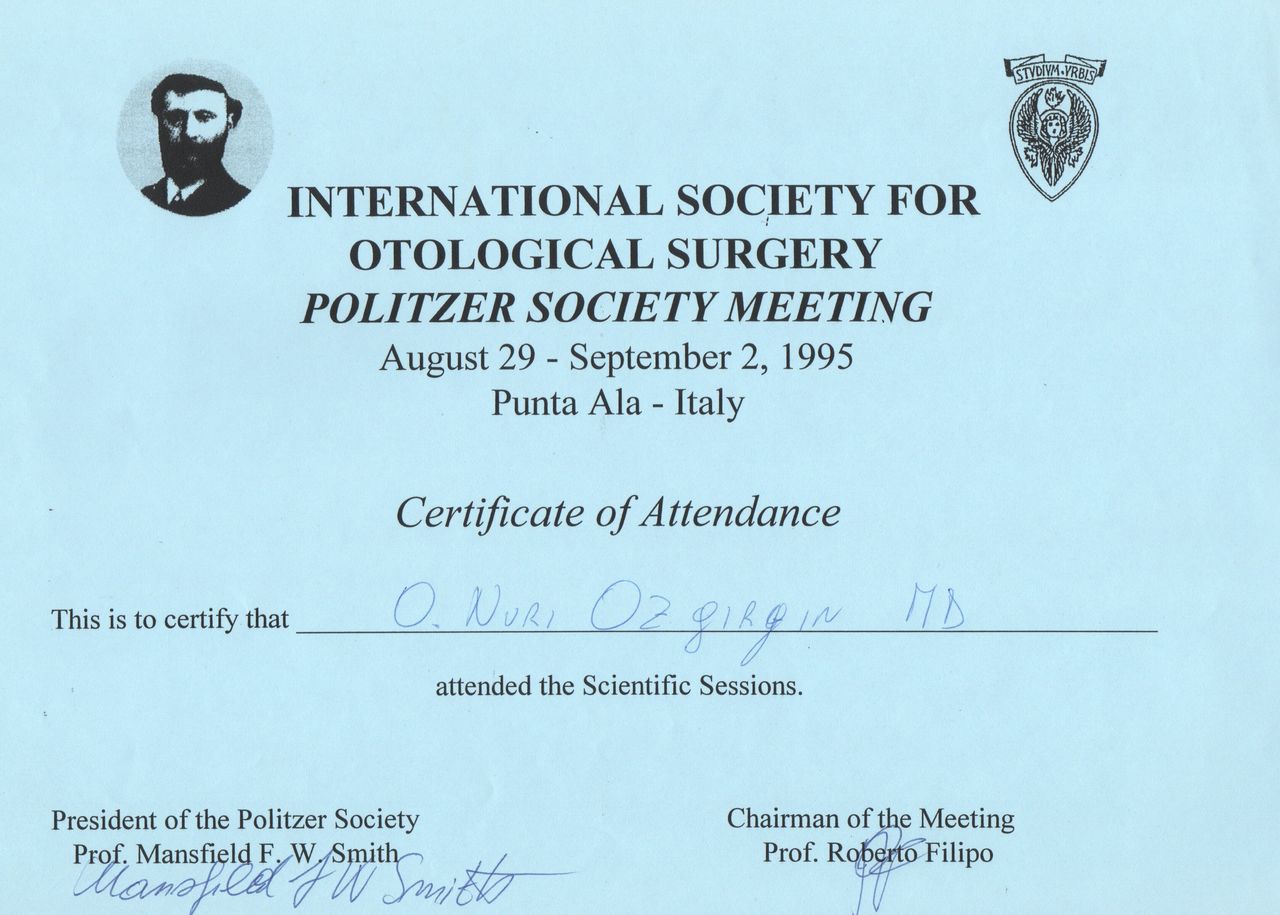 STVDIVM·VRBIS
INTERNATIONAL SOCIETY FOR
OTOLOGICAL SURGERY
POLITZER SOCIETY MEETING
August 29 - September 2, 1995
Punta Ala - Italy
Certificate of Attendance
This is to certify that O. NURI OZgIRgIN MD
attended the Scientific Sessions.
President of the Politzer Society
Prof. Mansfield F. W. Smith
Mansfield F W Smith
Chairman of the Meeting
Prof. Roberto Filipo